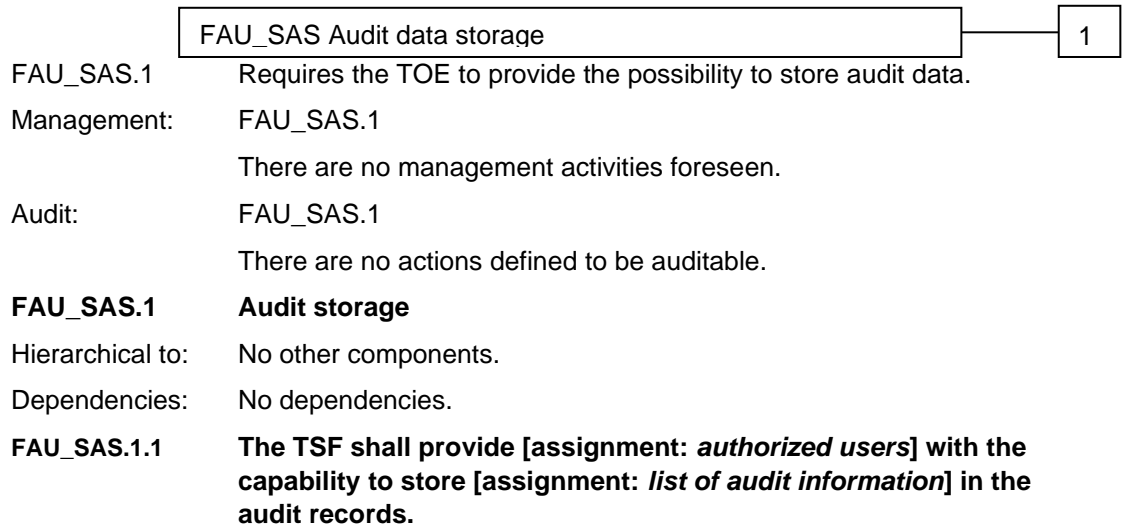 FAU_SAS Audit data storage 1
FAU_SAS.1 Requires the TOE to provide the possibility to store audit data.
Management: FAU_SAS.1
There are no management activities foreseen.
Audit: FAU_SAS.1
There are no actions defined to be auditable.
FAU_SAS.1 Audit storage
Hierarchical to: No other components.
Dependencies: No dependencies.
FAU_SAS.1.1 The TSF shall provide [assignment: authorized users] with the
capability to store [assignment: list of audit information] in the
audit records.